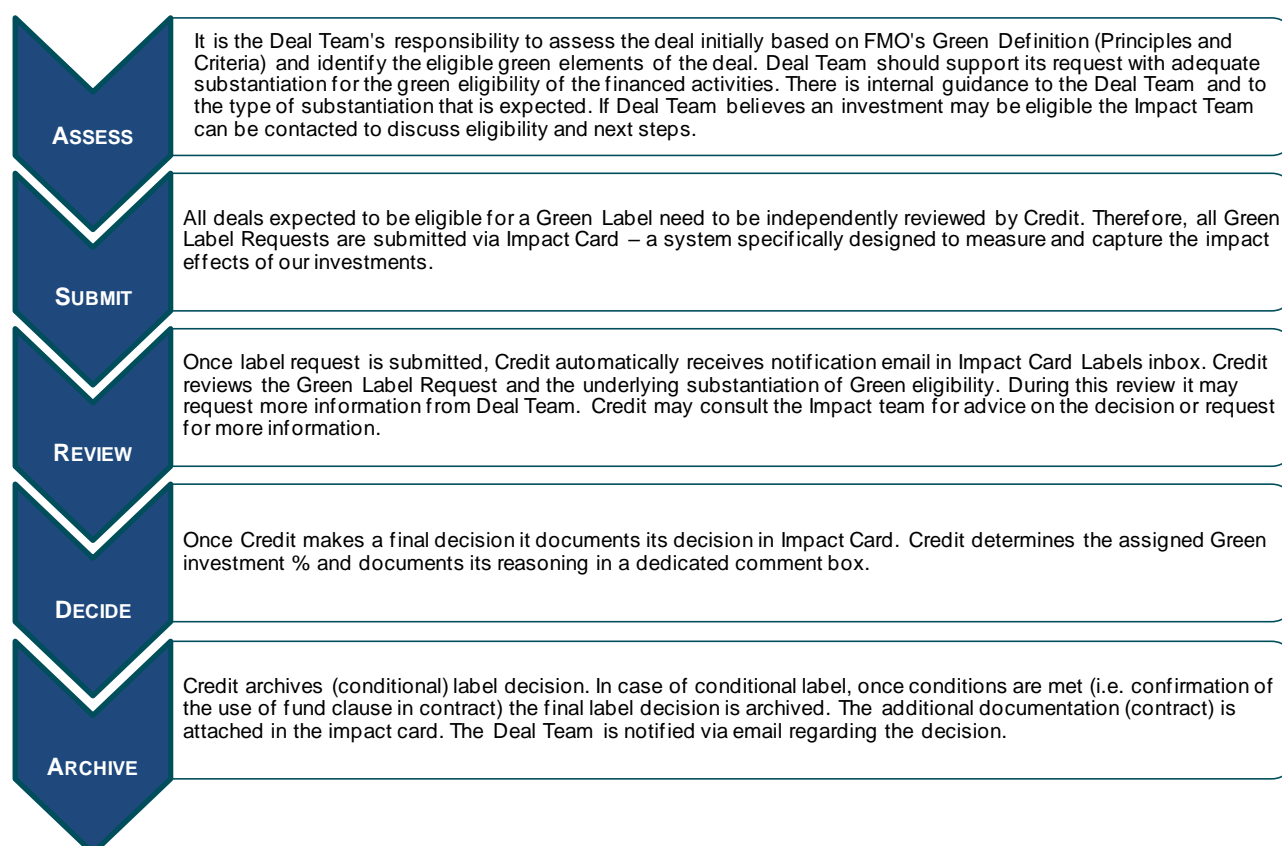 It is the Deal Team's responsibility to assess the deal initially based on FMO's Green Definition (Principles and
Criteria) and identify the eligible green elements of the deal. Deal Team should support its request with adequate
substantiation for the green eligibility of the financed activities. There is internal guidance to the Deal Team and to
the type of substantiation that is expected. If Deal Team believes an investment may be eligible the Impact Team
can be contacted to discuss eligibility and next steps.
ASSESS
All deals expected to be eligible for a Green Label need to be independently reviewed by Credit. Therefore, all Green
Label Requests are submitted via Impact Card – a system specifically designed to measure and capture the impact
effects of our investments.
SUBMIT
Once label request is submitted, Credit automatically receives notification email in Impact Card Labels inbox. Credit
reviews the Green Label Request and the underlying substantiation of Green eligibility. During this review it may
request more information from Deal Team. Credit may consult the Impact team for advice on the decision or request
for more information.
REVIEW
Once Credit makes a final decision it documents its decision in Impact Card. Credit determines the assigned Green
investment % and documents its reasoning in a dedicated comment box.
DECIDE
Credit archives (conditional) label decision. In case of conditional label, once conditions are met (i.e. confirmation of
the use of fund clause in contract) the final label decision is archived. The additional documentation (contract) is
attached in the impact card. The Deal Team is notified via email regarding the decision.
ARCHIVE